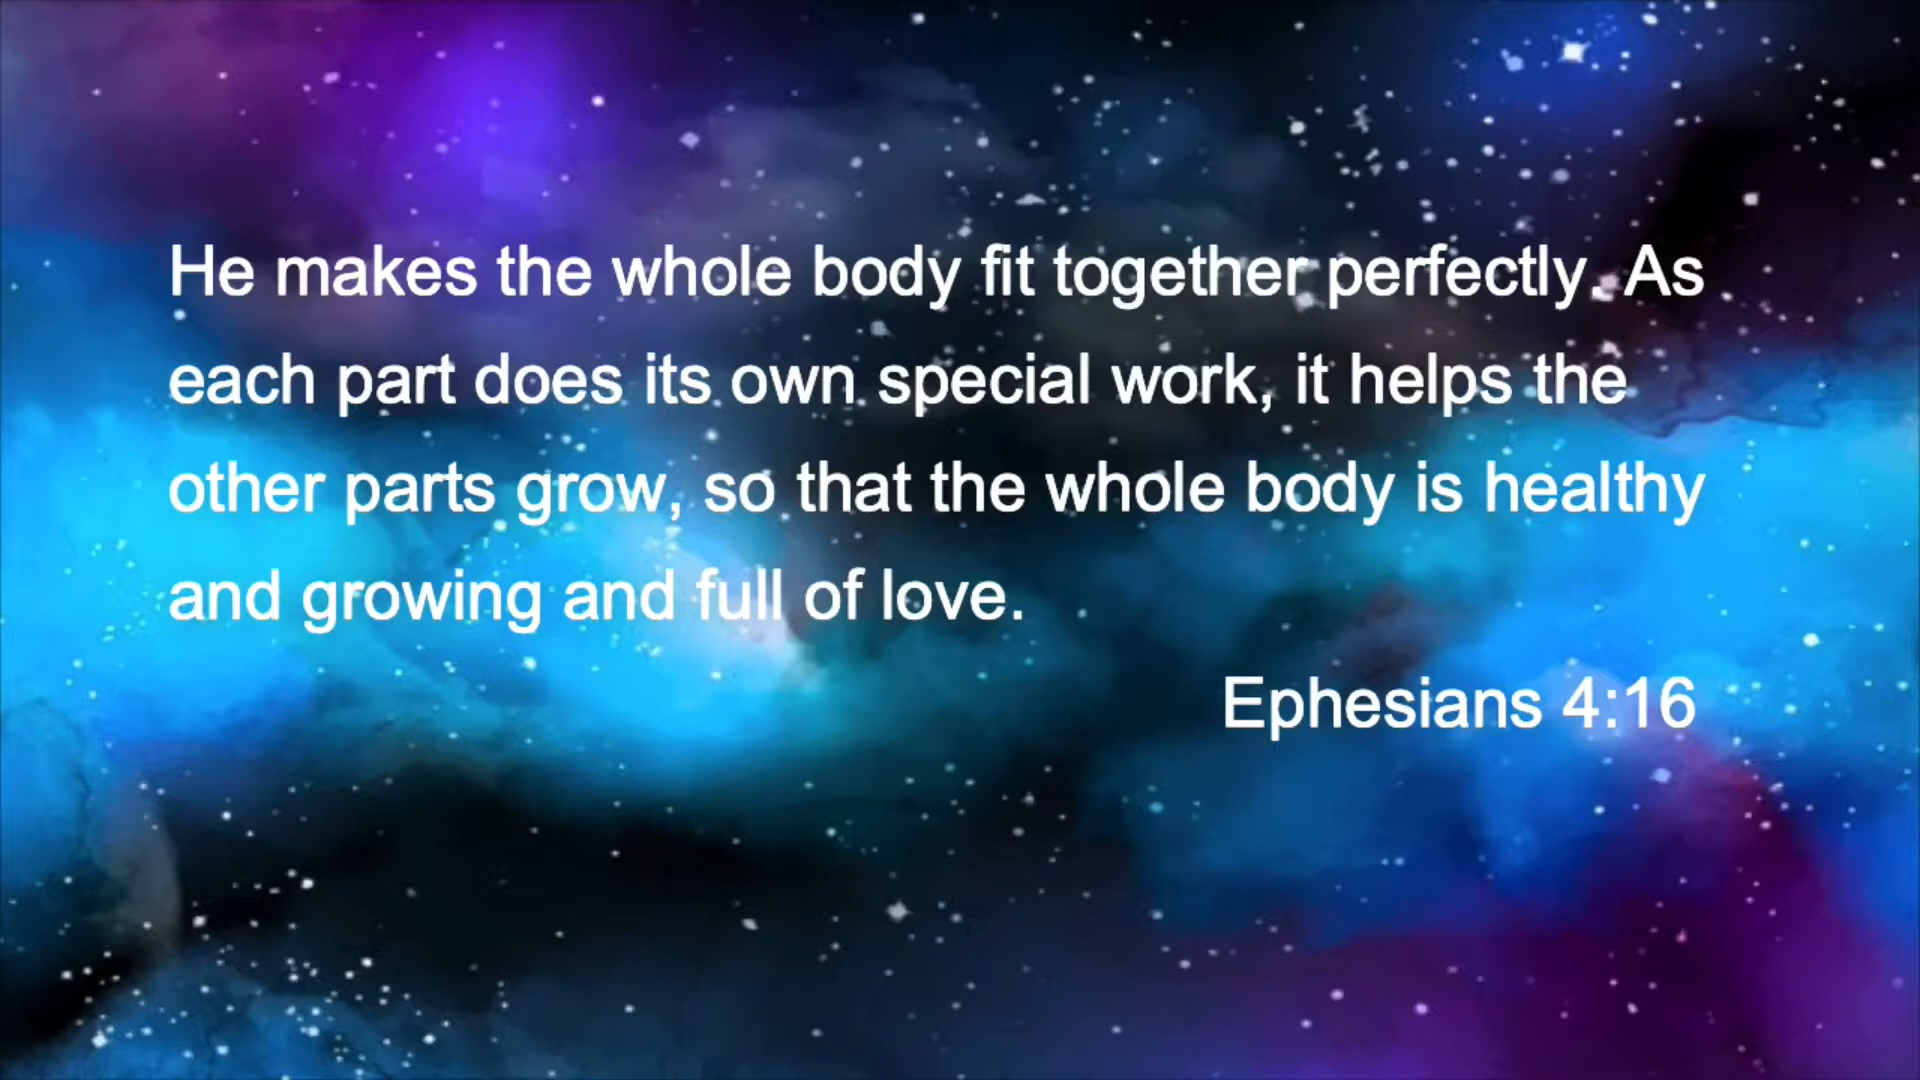 He makes the whole body fit together perfectly. As
each part does its own special work, it helps the
other parts grow, so that the whole body is healthy
and growing and full of love.
Ephesians 4:16